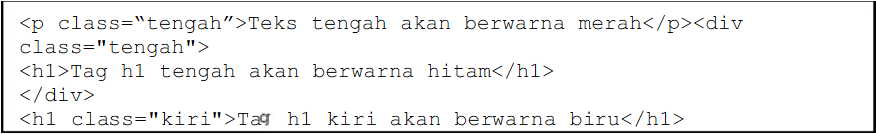 <p class=“tengah”>Teks tengah akan berwarna merah</p><div
class="tengah">
<h1>Tag h1 tengah akan berwarna hitam</h1>
</div>
<h1 class="kiri">Tag h1 kiri akan berwarna biru</h1>